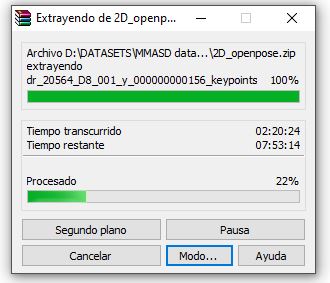 Extrayendo de 2D_openp...
Archivo D:\DATASETS\MMASD data...\2D_openpose.zip
extrayendo
dr_20564_D8_001_y_000000000156_keypoints 100%
Tiempo transcurrido 02:20:24
Tiempo restante 07:53:14
Procesado 22%
Segundo plano Pausa
Cancelar Modo... Ayuda